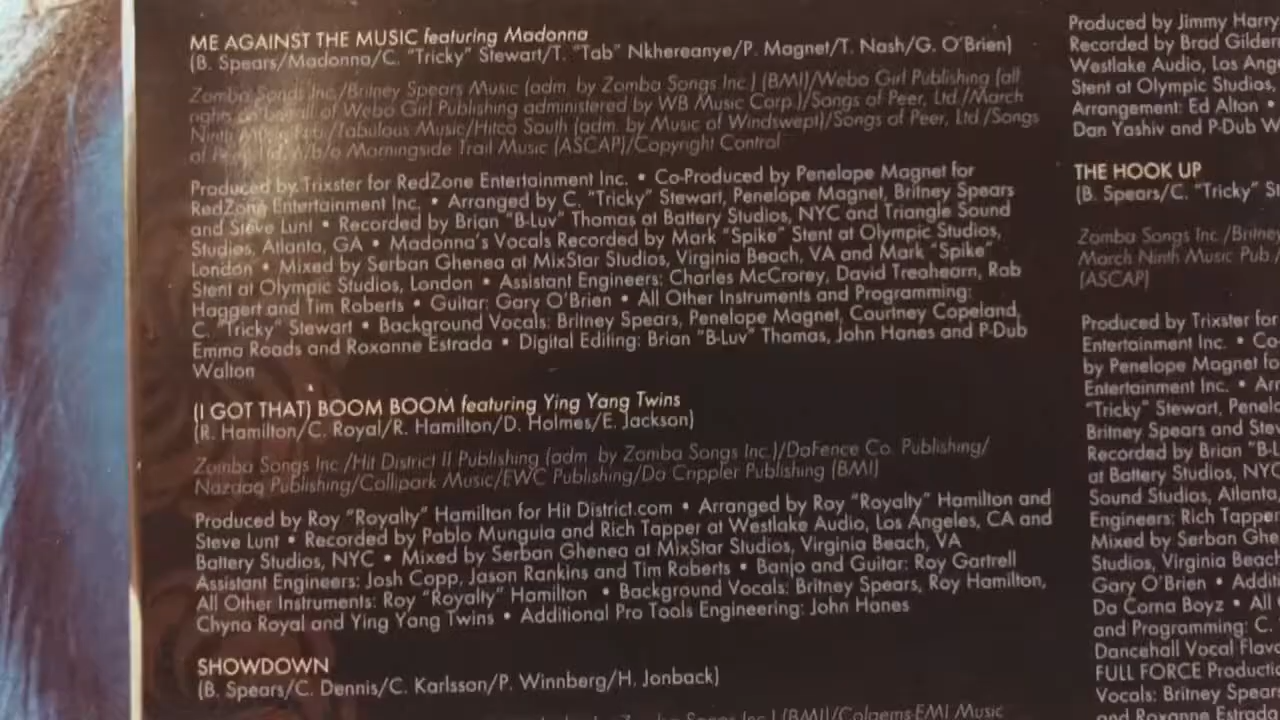 ME AGAINST THE MUSIC featuring Madonna
(B. Spears/Madonna/C. "Tricky" Stewart/T. "Tab" Nkhereanye/P. Magnet/T. Nash/G. O'Brien)
Zomba Songs Inc./Britney Spears Music (adm. by Zomba Songs Inc.) (BMI)/Webo Girl Publishing (all
rights on behalf of Webo Girl Publishing administered by WB Music Corp.)/Songs of Peer, Ltd./March
Ninth Music Pub./Tabulous Music/Hitco South (adm. by Music of Windswept)/Songs of Peer, Ltd./Songs
of Peer, Ltd. o/b/o Morningside Trail Music (ASCAP)/Copyright Control
Produced by Trixster for RedZone Entertainment Inc. • Co-Produced by Penelope Magnet for
RedZone Entertainment Inc. • Arranged by C. "Tricky" Stewart, Penelope Magnet, Britney Spears
and Steve Lunt • Recorded by Brian "B-Luv" Thomas at Battery Studios, NYC and Triangle Sound
Studios, Atlanta, GA • Madonna's Vocals Recorded by Mark "Spike" Stent at Olympic Studios,
London • Mixed by Serban Ghenea at MixStar Studios, Virginia Beach, VA and Mark "Spike"
Stent at Olympic Studios, London • Assistant Engineers: Charles McCrorey, David Treahearn, Rab
Haggert and Tim Roberts • Guitar: Gary O'Brien • All Other Instruments and Programming:
C. "Tricky" Stewart • Background Vocals: Britney Spears, Penelope Magnet, Courtney Copeland,
Emma Roads and Roxanne Estrada • Digital Editing: Brian "B-Luv" Thomas, John Hanes and P-Dub
Walton
(I GOT THAT) BOOM BOOM featuring Ying Yang Twins
(R. Hamilton/C. Royal/R. Hamilton/D. Holmes/E. Jackson)
Zomba Songs Inc./Hit District II Publishing (adm. by Zomba Songs Inc.)/DaFence Co. Publishing/
Nazdaq Publishing/Collipark Music/EWC Publishing/Da Crippler Publishing (BMI)
Produced by Roy "Royalty" Hamilton for Hit District.com • Arranged by Roy "Royalty" Hamilton and
Steve Lunt • Recorded by Pablo Munguia and Rich Tapper at Westlake Audio, Los Angeles, CA and
Battery Studios, NYC • Mixed by Serban Ghenea at MixStar Studios, Virginia Beach, VA
Assistant Engineers: Josh Copp, Jason Rankins and Tim Roberts • Banjo and Guitar: Roy Gartrell
All Other Instruments: Roy "Royalty" Hamilton • Background Vocals: Britney Spears, Roy Hamilton,
Chyna Royal and Ying Yang Twins • Additional Pro Tools Engineering: John Hanes
SHOWDOWN
(B. Spears/C. Dennis/C. Karlsson/P. Winnberg/H. Jonback)
Zomba Songs Inc.) (BMI)/Colgems-EMI Music
Produced by Jimmy Harry
Recorded by Brad Gilder
Westlake Audio, Los Ang
Stent at Olympic Studios,
Arrangement: Ed Alton •
Dan Yashiv and P-Dub W
THE HOOK UP
(B. Spears/C. "Tricky" St
Zomba Songs Inc./Britney
March Ninth Music Pub./
(ASCAP)
Produced by Trixster for
Entertainment Inc. • Co-
by Penelope Magnet fo
Entertainment Inc. • Arr
"Tricky" Stewart, Penelo
Britney Spears and Stev
Recorded by Brian "B-L
at Battery Studios, NYC
Sound Studios, Atlanta,
Engineers: Rich Tapper
Mixed by Serban Ghe
Studios, Virginia Beach
Gary O'Brien • Addit
Da Corna Boyz • All
and Programming: C.
Dancehall Vocal Flavo
FULL FORCE Productio
Vocals: Britney Spears
and Roxanne Estrada